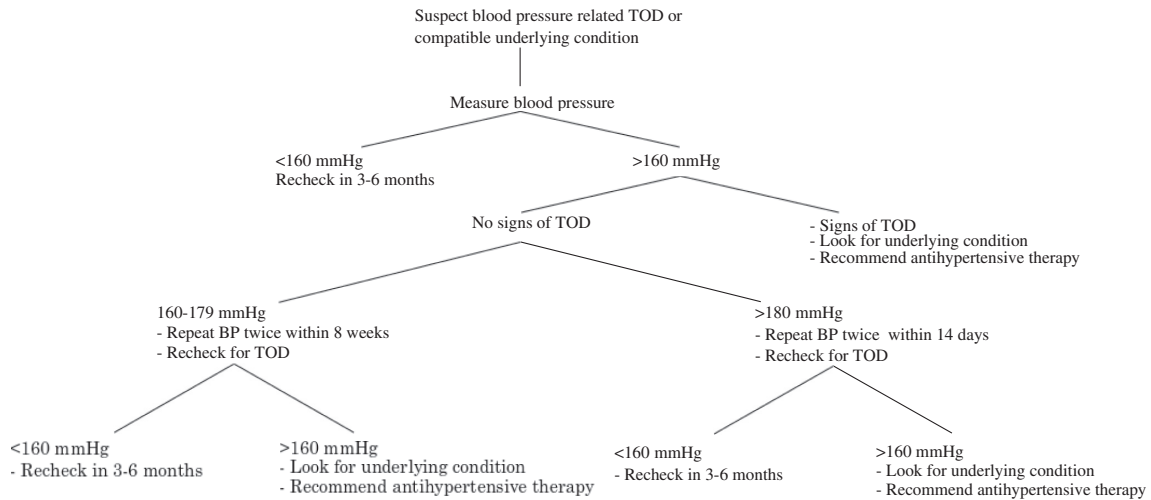 Suspect blood pressure related TOD or
compatible underlying condition
Measure blood pressure
<160 mmHg
Recheck in 3-6 months
>160 mmHg
No signs of TOD
- Signs of TOD
- Look for underlying condition
- Recommend antihypertensive therapy
160-179 mmHg
- Repeat BP twice within 8 weeks
- Recheck for TOD
>180 mmHg
- Repeat BP twice within 14 days
- Recheck for TOD
<160 mmHg
- Recheck in 3-6 months
>160 mmHg
- Look for underlying condition
- Recommend antihypertensive therapy
<160 mmHg
- Recheck in 3-6 months
>160 mmHg
- Look for underlying condition
- Recommend antihypertensive therapy